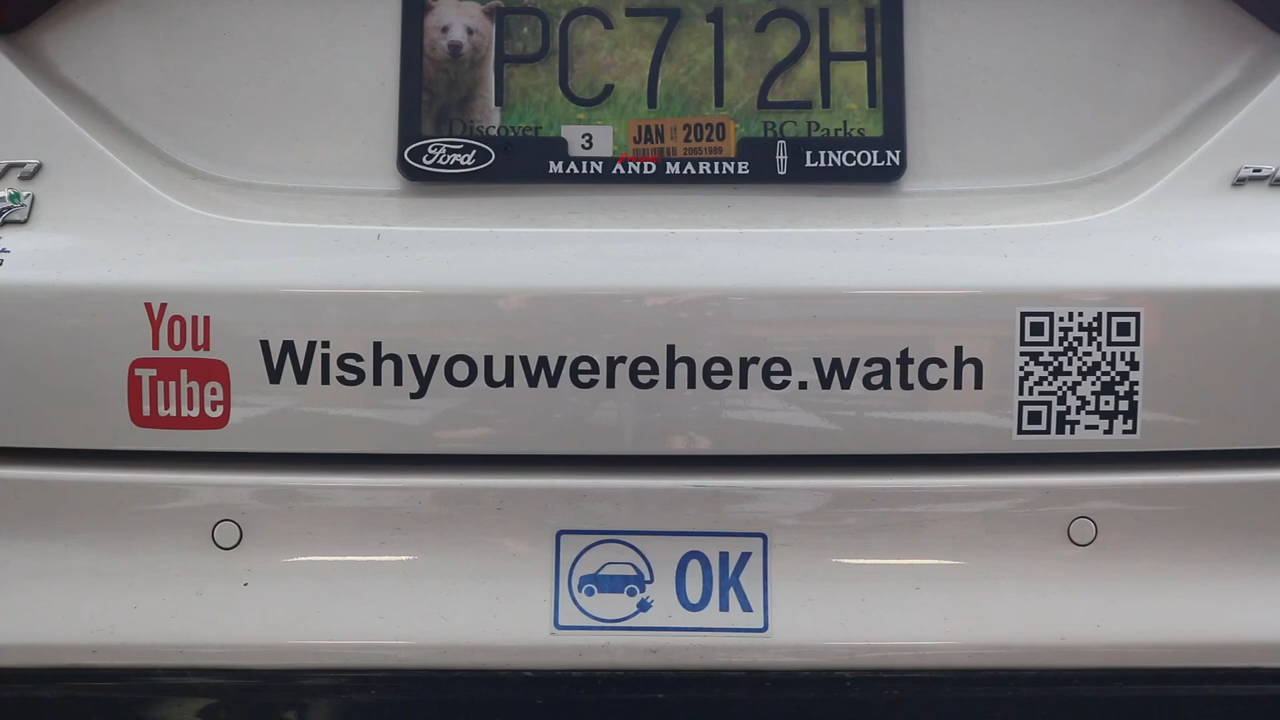 PC712H
Discover
3
JAN 2020
20651989
BC Parks
Ford
MAIN AND MARINE
LINCOLN
You
Tube
Wishyouwerehere.watch
OK